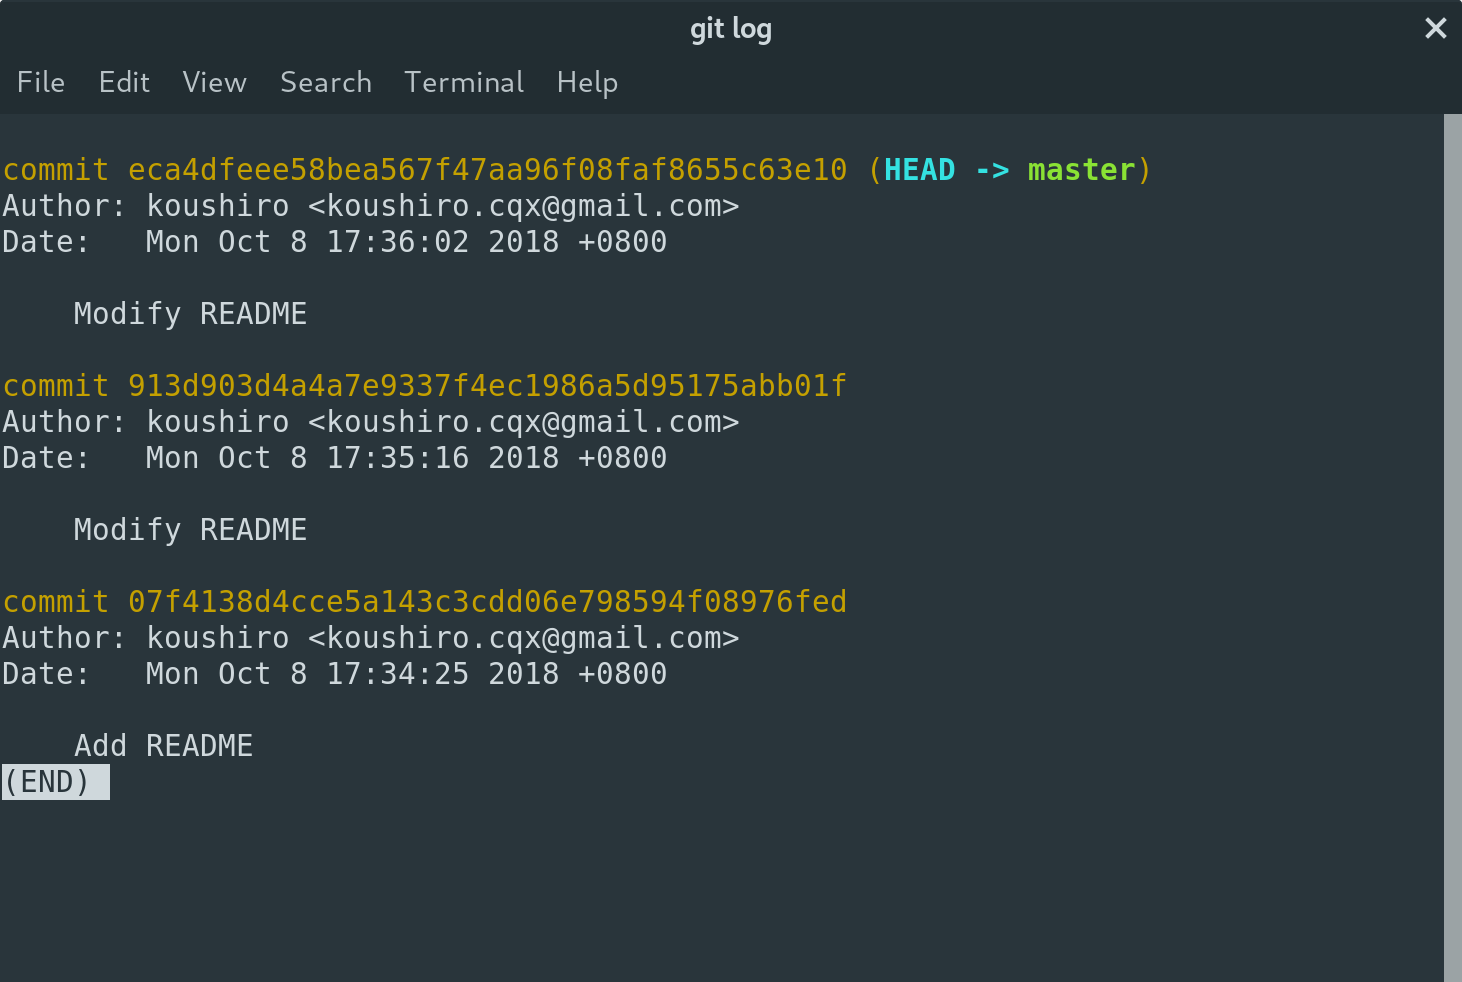 git log
File Edit View Search Terminal Help
commit eca4dfeee58bea567f47aa96f08faf8655c63e10 (HEAD -> master)
Author: koushiro <koushiro.cqx@gmail.com>
Date:   Mon Oct 8 17:36:02 2018 +0800
    Modify README
commit 913d903d4a4a7e9337f4ec1986a5d95175abb01f
Author: koushiro <koushiro.cqx@gmail.com>
Date:   Mon Oct 8 17:35:16 2018 +0800
    Modify README
commit 07f4138d4cce5a143c3cdd06e798594f08976fed
Author: koushiro <koushiro.cqx@gmail.com>
Date:   Mon Oct 8 17:34:25 2018 +0800
    Add README
(END)